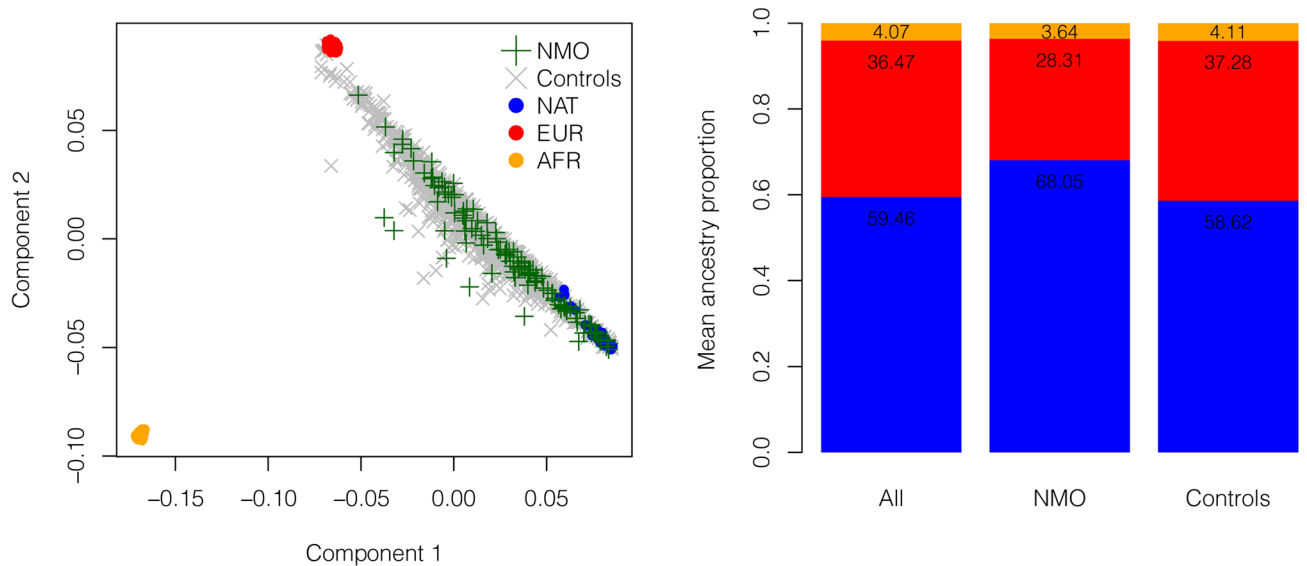 NMO
Controls
NAT
EUR
AFR
Component 2
0.05
0.00
−0.05
−0.10
−0.15 −0.10 −0.05 0.00 0.05
Component 1
Mean ancestry proportion
1.0
0.8
0.6
0.4
0.2
0.0
4.07 3.64 4.11
36.47 28.31 37.28
68.05
59.46 58.62
All NMO Controls